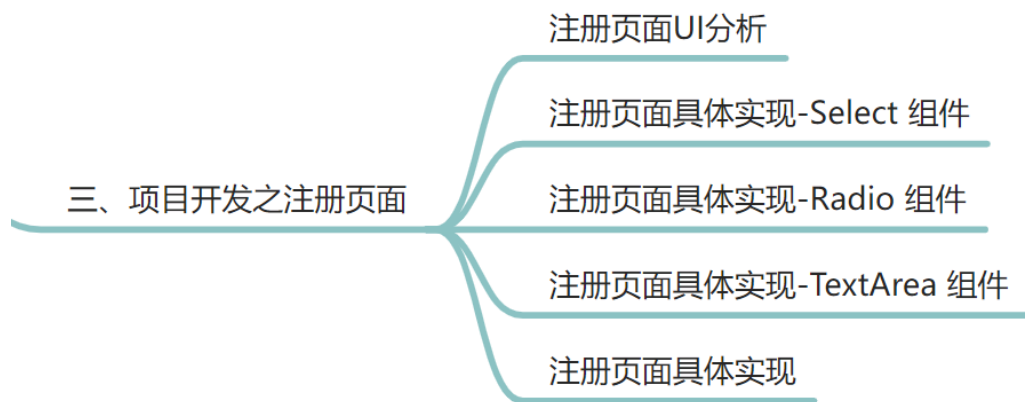 注册页面UI分析
注册页面具体实现-Select 组件
三、项目开发之注册页面
注册页面具体实现-Radio 组件
注册页面具体实现-TextArea 组件
注册页面具体实现